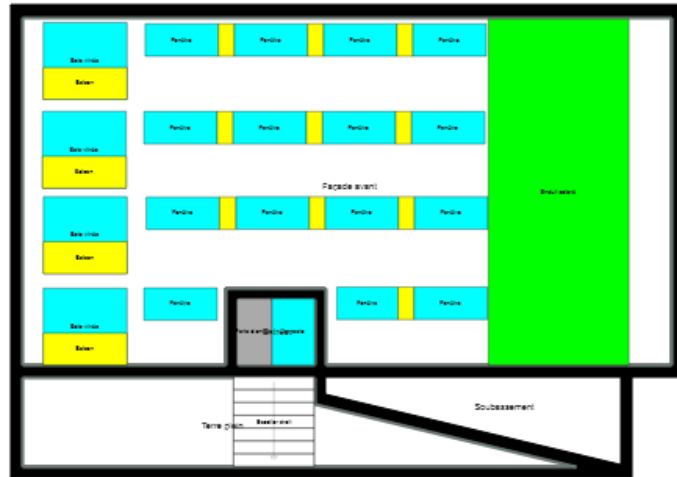 Fenêtre
Fenêtre
Fenêtre
Fenêtre
Baie vitrée
Balcon
Fenêtre
Fenêtre
Fenêtre
Fenêtre
Baie vitrée
Balcon
Façade avant
Fenêtre
Fenêtre
Fenêtre
Fenêtre
Baie vitrée
Balcon
Fenêtre
Fenêtre
Fenêtre
Baie vitrée
Balcon
Soubassement
Terre plein
Escalier droit